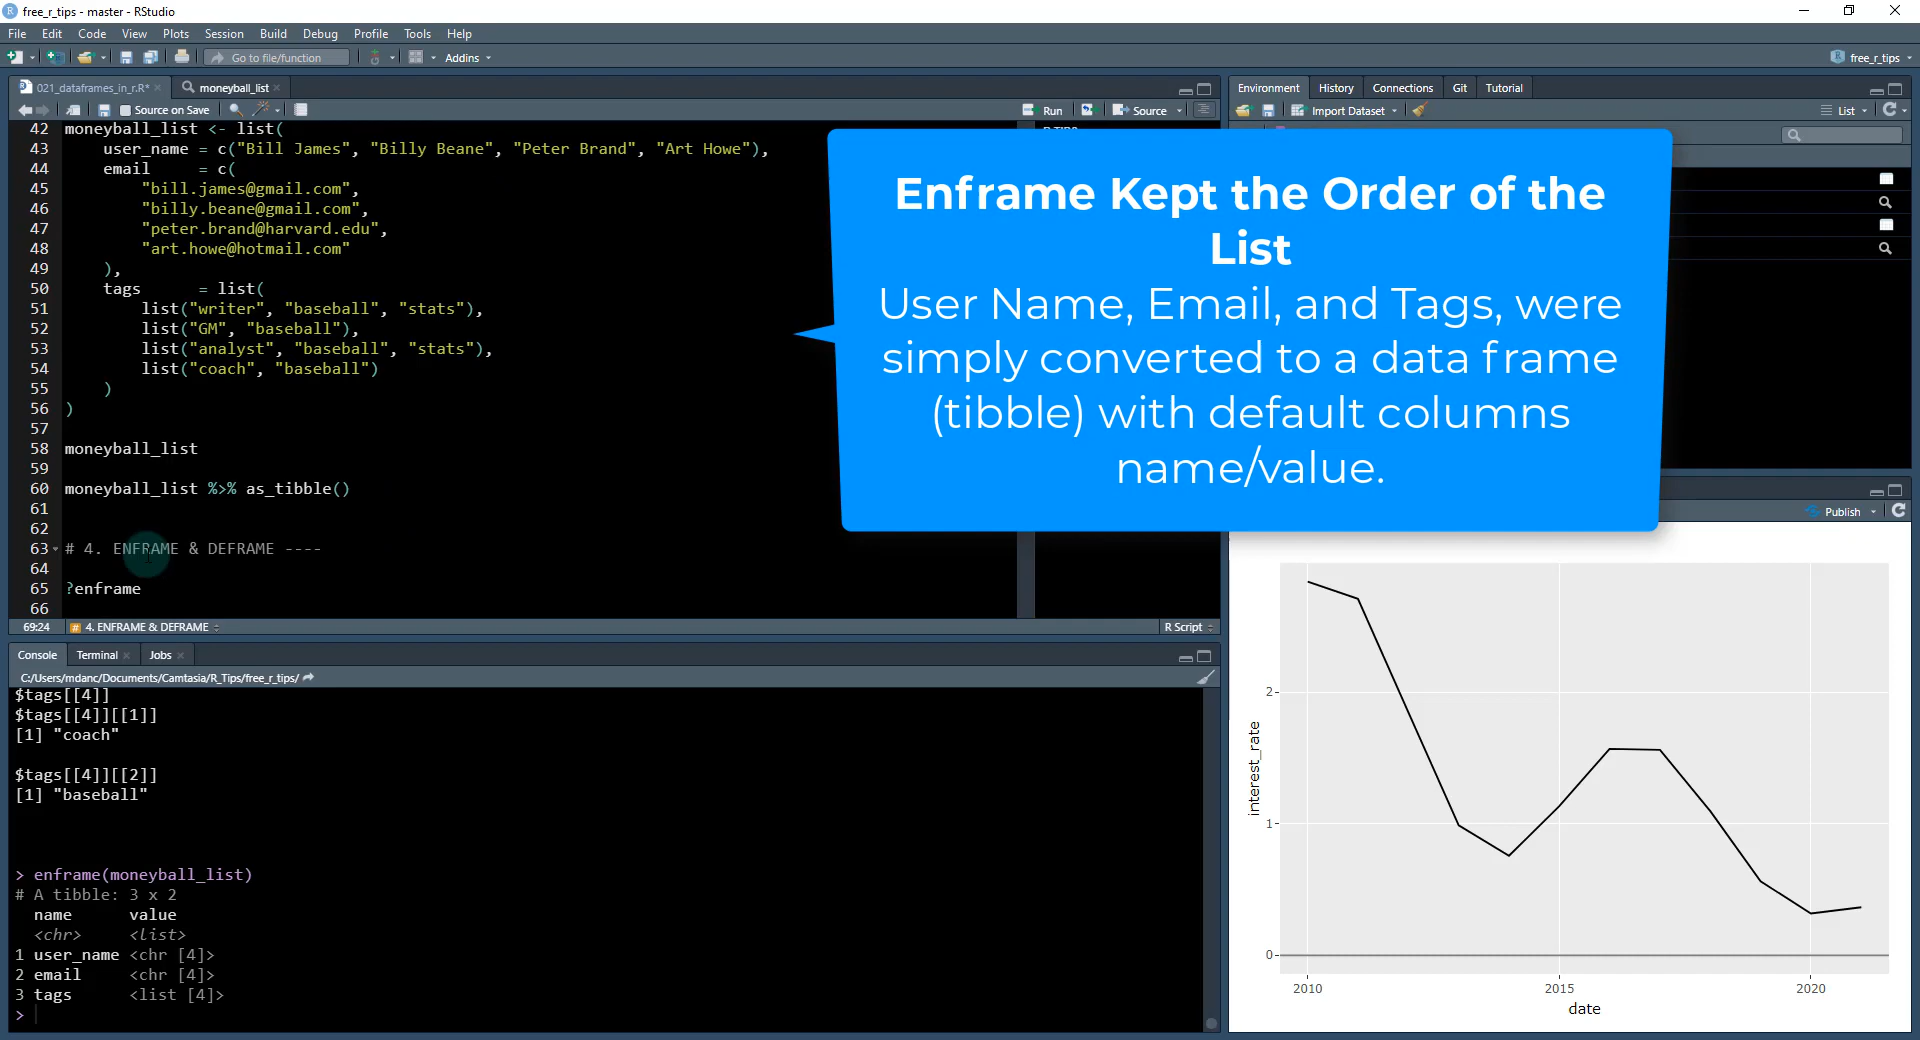 free_r_tips - master - RStudio
File Edit Code View Plots Session Build Debug Profile Tools Help
Go to file/function Addins free_r_tips
021_dataframes_in_r.R* moneyball_list
Source on Save Run Source
42 moneyball_list <- list(
43 user_name = c("Bill James", "Billy Beane", "Peter Brand", "Art Howe"),
44 email = c(
45 "bill.james@gmail.com",
46 "billy.beane@gmail.com",
47 "peter.brand@harvard.edu",
48 "art.howe@hotmail.com"
49 ),
50 tags = list(
51 list("writer", "baseball", "stats"),
52 list("GM", "baseball"),
53 list("analyst", "baseball", "stats"),
54 list("coach", "baseball")
55 )
56 )
57
58 moneyball_list
59
60 moneyball_list %>% as_tibble()
61
62
63 # 4. ENFRAME & DEFRAME ----
64
65 ?enframe
66
69:24 # 4. ENFRAME & DEFRAME R Script
Console Terminal Jobs
C:/Users/mdanc/Documents/Camtasia/R_Tips/free_r_tips/
$tags[[4]]
$tags[[4]][[1]]
[1] "coach"
$tags[[4]][[2]]
[1] "baseball"
> enframe(moneyball_list)
# A tibble: 3 x 2
name value
<chr> <list>
1 user_name <chr [4]>
2 email <chr [4]>
3 tags <list [4]>
>
Environment History Connections Git Tutorial
Import Dataset List
Enframe Kept the Order of the
List
User Name, Email, and Tags, were
simply converted to a data frame
(tibble) with default columns
name/value.
Publish
2
1
0
interest_rate
2010 2015 2020
date